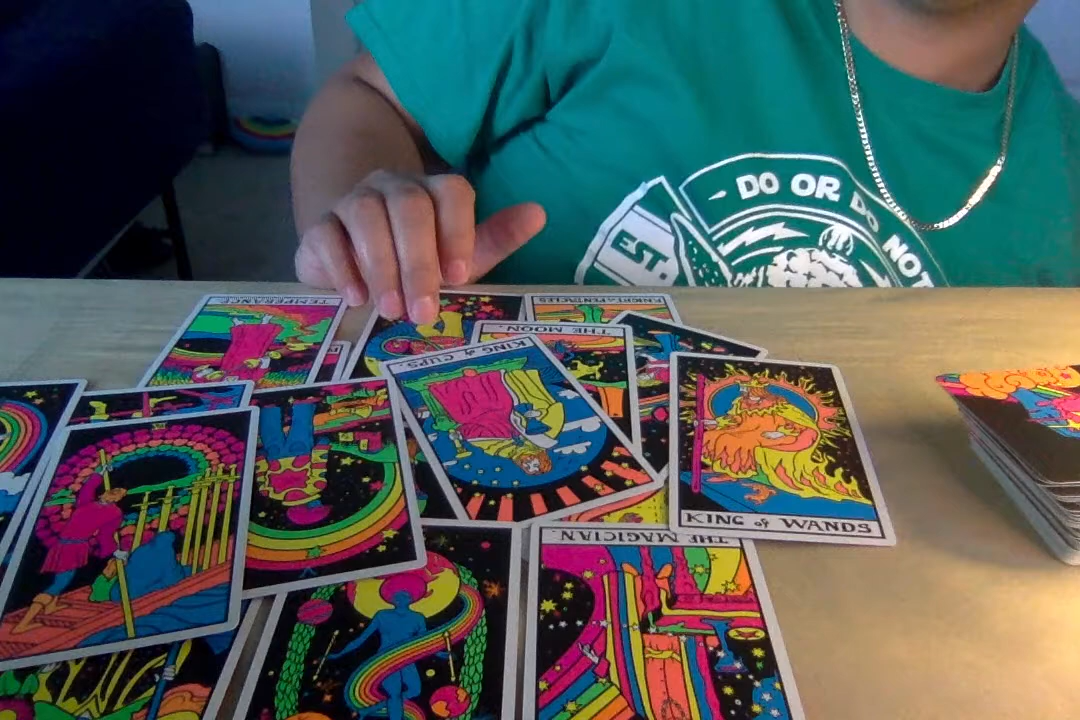 DO OR DO NOT
EST.
TEMPERANCE.
KNIGHT of PENTACLES
THE MOON.
KING of CUPS.
VI
KING of WANDS
THE MAGICIAN.